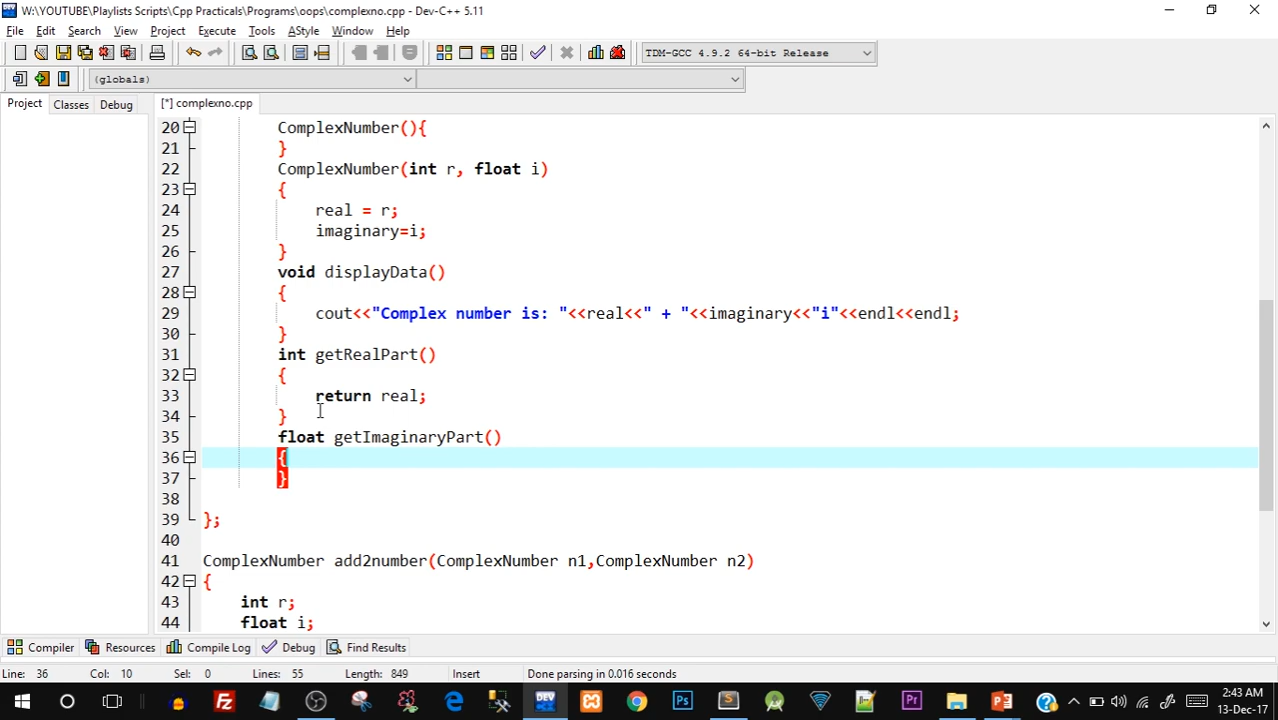 W:\YOUTUBE\Playlists Scripts\Cpp Practicals\Programs\oops\complexno.cpp - Dev-C++ 5.11
File Edit Search View Project Execute Tools AStyle Window Help
TDM-GCC 4.9.2 64-bit Release
(globals)
Project Classes Debug [*] complexno.cpp
20 ComplexNumber(){
21 }
22 ComplexNumber(int r, float i)
23 {
24 real = r;
25 imaginary=i;
26 }
27 void displayData()
28 {
29 cout<<"Complex number is: "<<real<<" + "<<imaginary<<"i"<<endl<<endl;
30 }
31 int getRealPart()
32 {
33 return real;
34 }
35 float getImaginaryPart()
36 {
37 }
38
39 };
40
41 ComplexNumber add2number(ComplexNumber n1,ComplexNumber n2)
42 {
43 int r;
44 float i;
Compiler Resources Compile Log Debug Find Results
Line: 36 Col: 10 Sel: 0 Lines: 55 Length: 849 Insert Done parsing in 0.016 seconds
2:43 AM
13-Dec-17